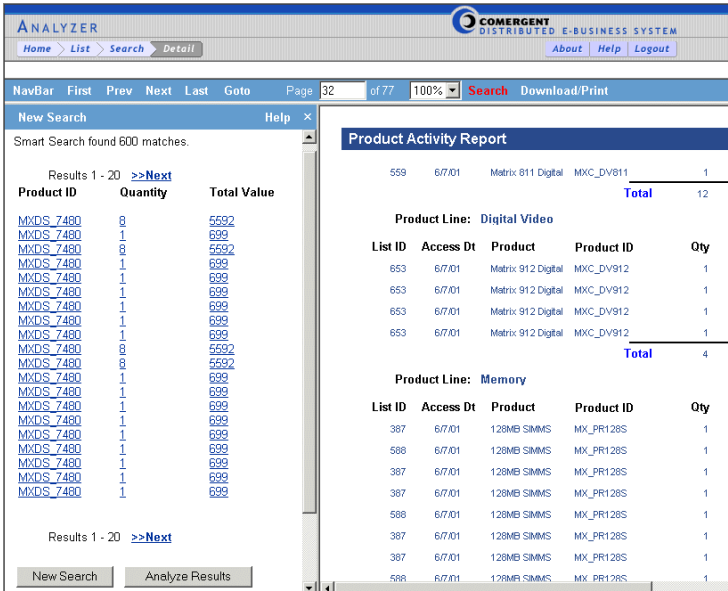 ANALYZER
COMERGENT
DISTRIBUTED E-BUSINESS SYSTEM
Home List Search Detail
About Help Logout
NavBar First Prev Next Last Goto Page 32 of 77 100% Search Download/Print
New Search Help ×
Smart Search found 600 matches.
Results 1 - 20 >>Next
Product ID Quantity Total Value
MXDS_7480 8 5592
MXDS_7480 1 699
MXDS_7480 8 5592
MXDS_7480 1 699
MXDS_7480 1 699
MXDS_7480 1 699
MXDS_7480 1 699
MXDS_7480 1 699
MXDS_7480 1 699
MXDS_7480 8 5592
MXDS_7480 8 5592
MXDS_7480 1 699
MXDS_7480 1 699
MXDS_7480 1 699
MXDS_7480 1 699
MXDS_7480 1 699
MXDS_7480 1 699
MXDS_7480 1 699
MXDS_7480 1 699
MXDS_7480 1 699
Results 1 - 20 >>Next
New Search Analyze Results
Product Activity Report
559 6/7/01 Matrix 811 Digital MXC_DV811 1
Total 12
Product Line: Digital Video
List ID Access Dt Product Product ID Qty
653 6/7/01 Matrix 912 Digital MXC_DV912 1
653 6/7/01 Matrix 912 Digital MXC_DV912 1
653 6/7/01 Matrix 912 Digital MXC_DV912 1
653 6/7/01 Matrix 912 Digital MXC_DV912 1
Total 4
Product Line: Memory
List ID Access Dt Product Product ID Qty
387 6/7/01 128MB SIMMS MX_PR128S 1
588 6/7/01 128MB SIMMS MX_PR128S 1
387 6/7/01 128MB SIMMS MX_PR128S 1
387 6/7/01 128MB SIMMS MX_PR128S 1
588 6/7/01 128MB SIMMS MX_PR128S 1
387 6/7/01 128MB SIMMS MX_PR128S 1
387 6/7/01 128MB SIMMS MX_PR128S 1
588 6/7/01 128MB SIMMS MX_PR128S 1